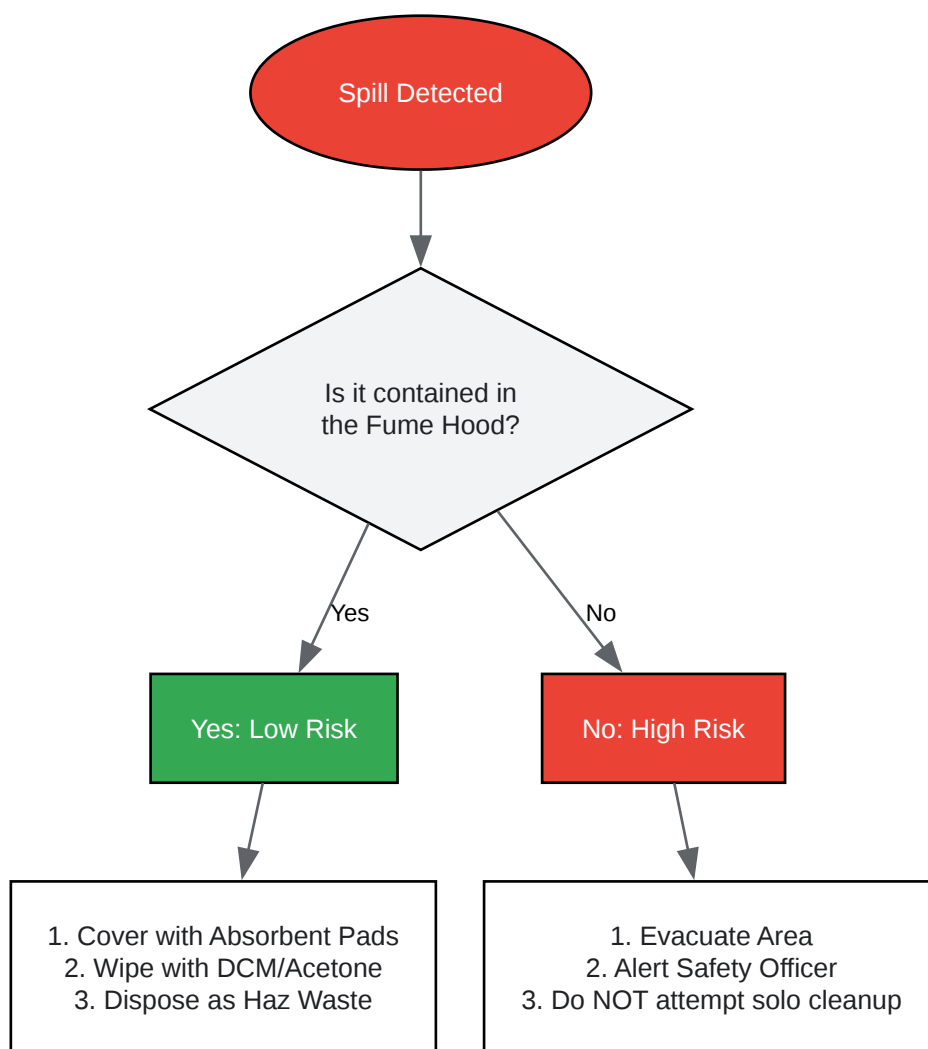 Spill Detected
Is it contained in
the Fume Hood?
Yes
No
Yes: Low Risk
No: High Risk
1. Cover with Absorbent Pads
2. Wipe with DCM/Acetone
3. Dispose as Haz Waste
1. Evacuate Area
2. Alert Safety Officer
3. Do NOT attempt solo cleanup